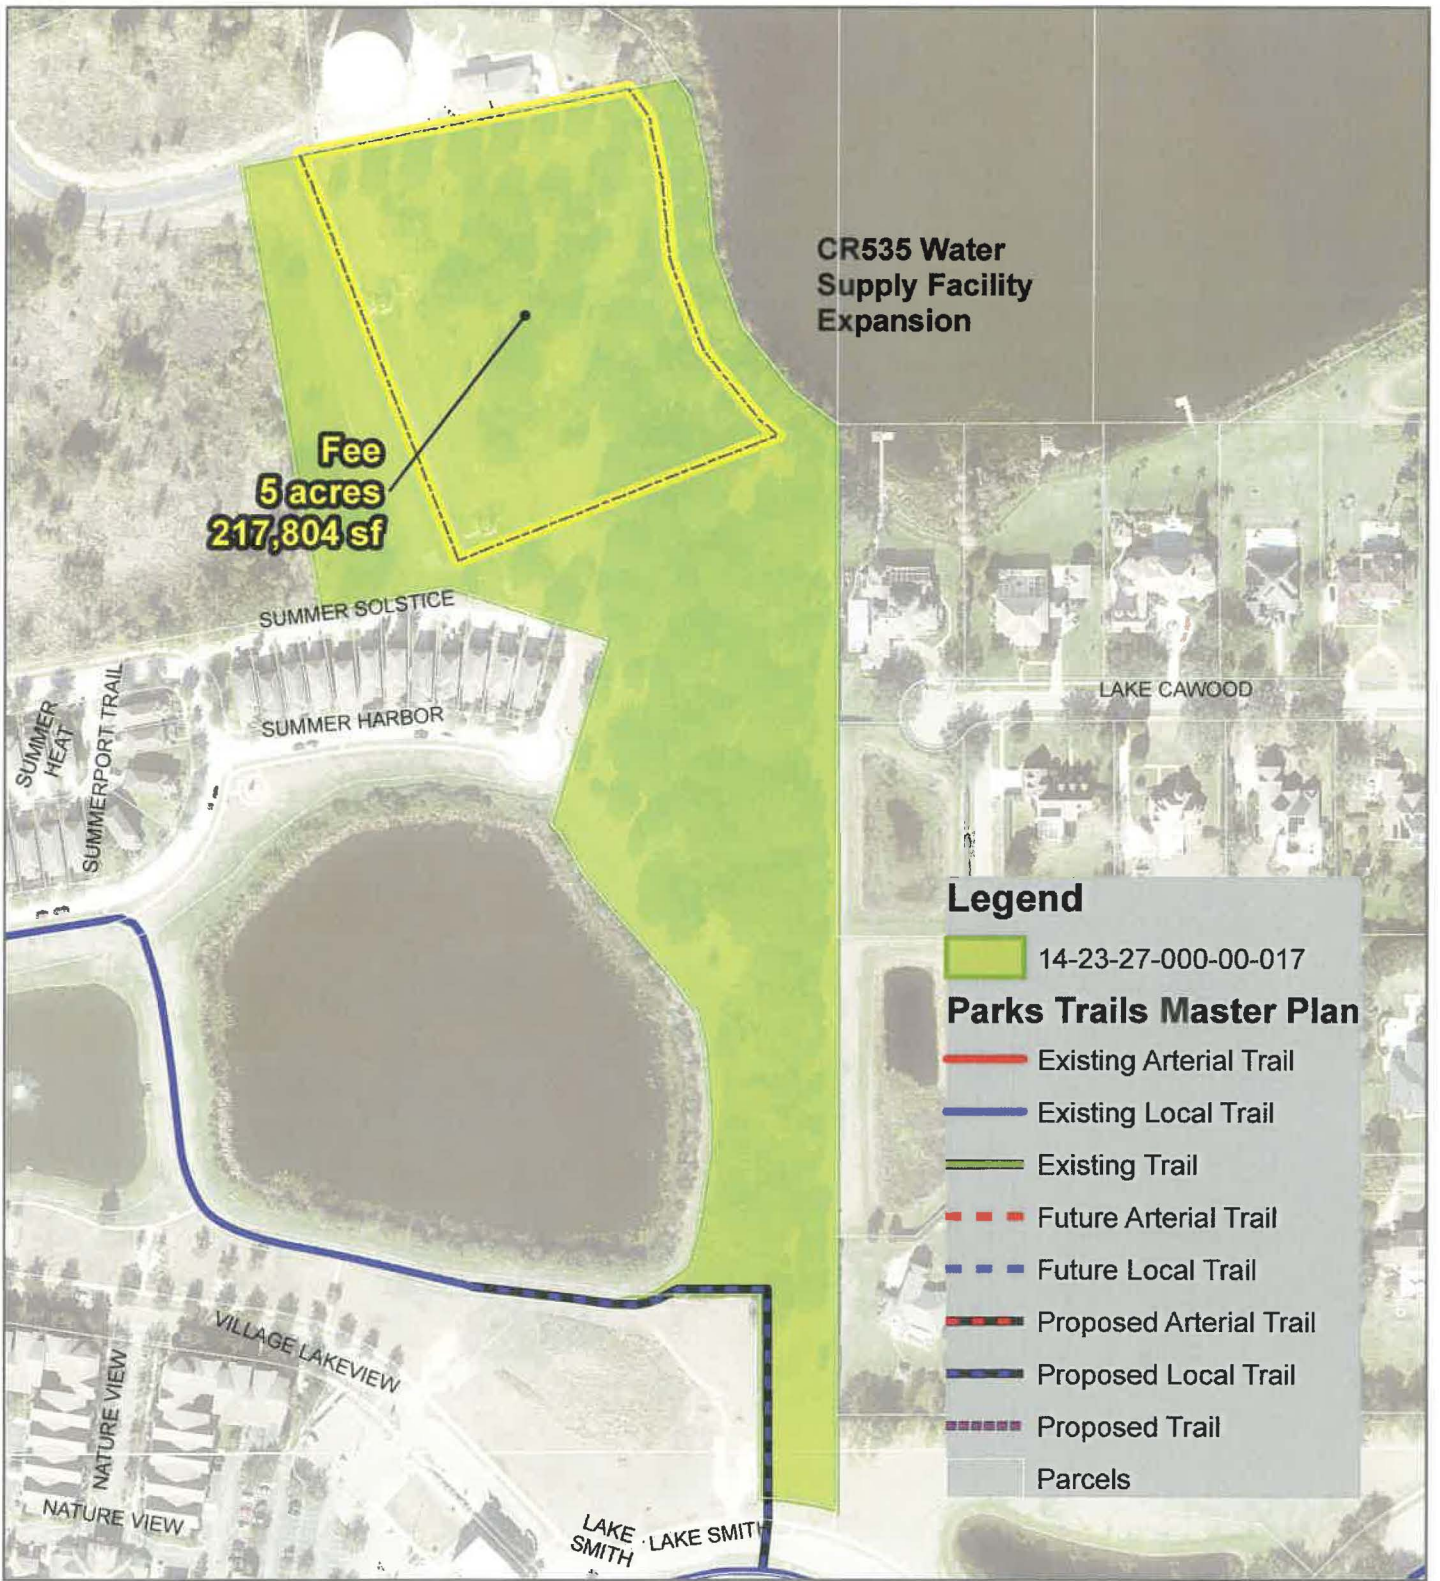 CR535 Water
Supply Facility
Expansion
Fee
5 acres
217,804 sf
SUMMER SOLSTICE
SUMMER HARBOR
SUMMER
HEAT
SUMMERPORT TRAIL
LAKE CAWOOD
Legend
14-23-27-000-00-017
Parks Trails Master Plan
Existing Arterial Trail
Existing Local Trail
Existing Trail
Future Arterial Trail
Future Local Trail
Proposed Arterial Trail
Proposed Local Trail
Proposed Trail
Parcels
VILLAGE LAKEVIEW
NATURE VIEW
NATURE VIEW
LAKE
SMITH
LAKE SMITH